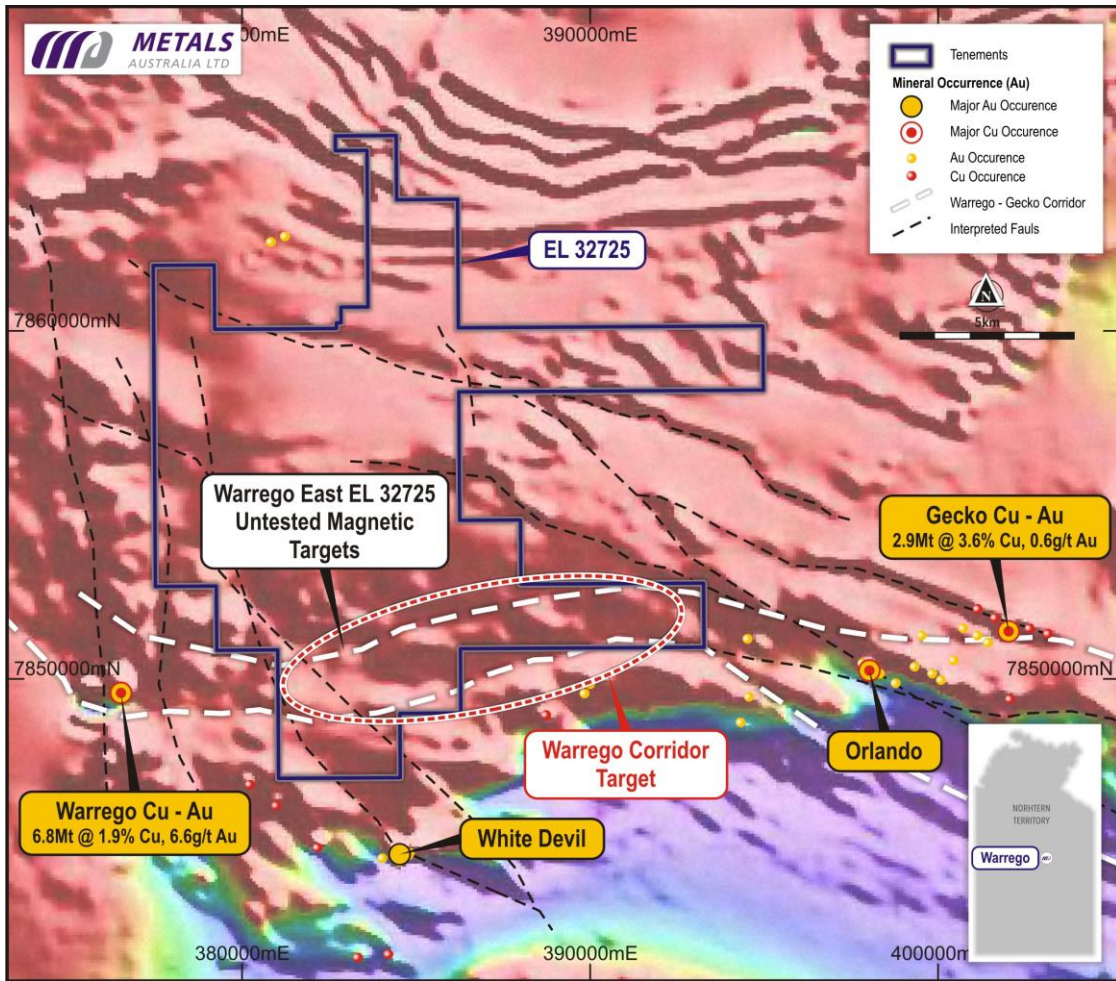 METALS
AUSTRALIA LTD
000mE
390000mE
Tenements
Mineral Occurrence (Au)
Major Au Occurence
Major Cu Occurence
Au Occurence
Cu Occurence
Warrego - Gecko Corridor
Interpreted Faults
N
5km
EL 32725
7860000mN
Warrego East EL 32725
Untested Magnetic
Targets
Gecko Cu - Au
2.9Mt @ 3.6% Cu, 0.6g/t Au
7850000mN
7850000mN
Warrego Corridor
Target
Orlando
Warrego Cu - Au
6.8Mt @ 1.9% Cu, 6.6g/t Au
White Devil
NORHTERN
TERRITORY
Warrego
380000mE
390000mE
400000mE